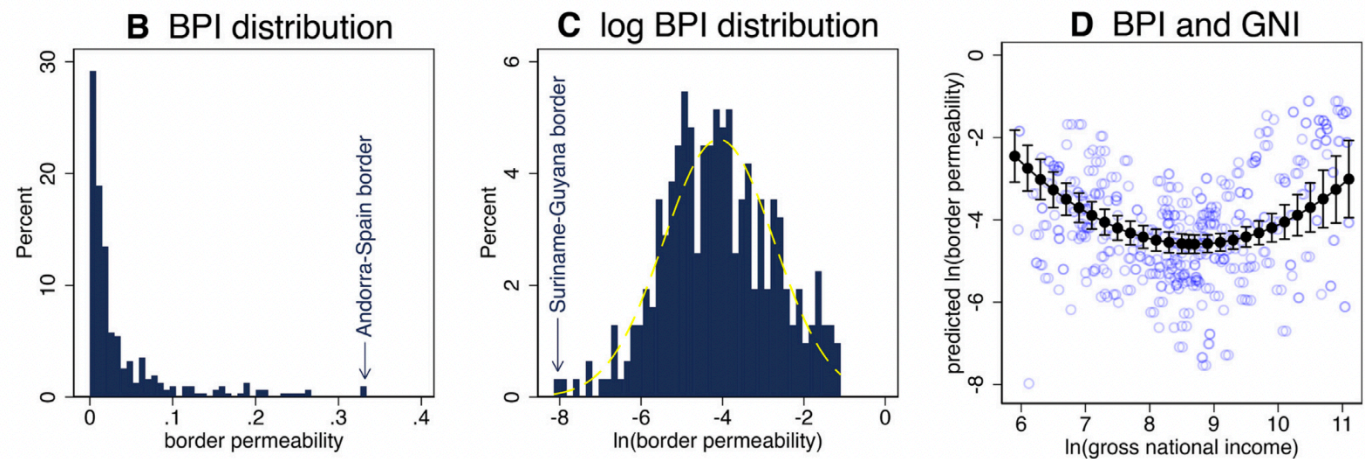 B BPI distribution
Percent
30
20
10
0
Andorra-Spain border
0
.1
.2
.3
.4
border permeability
C log BPI distribution
Percent
6
4
2
0
Suriname-Guyana border
-8
-6
-4
-2
0
ln(border permeability)
D BPI and GNI
predicted ln(border permeability)
0
-2
-4
-6
-8
6
7
8
9
10
11
ln(gross national income)